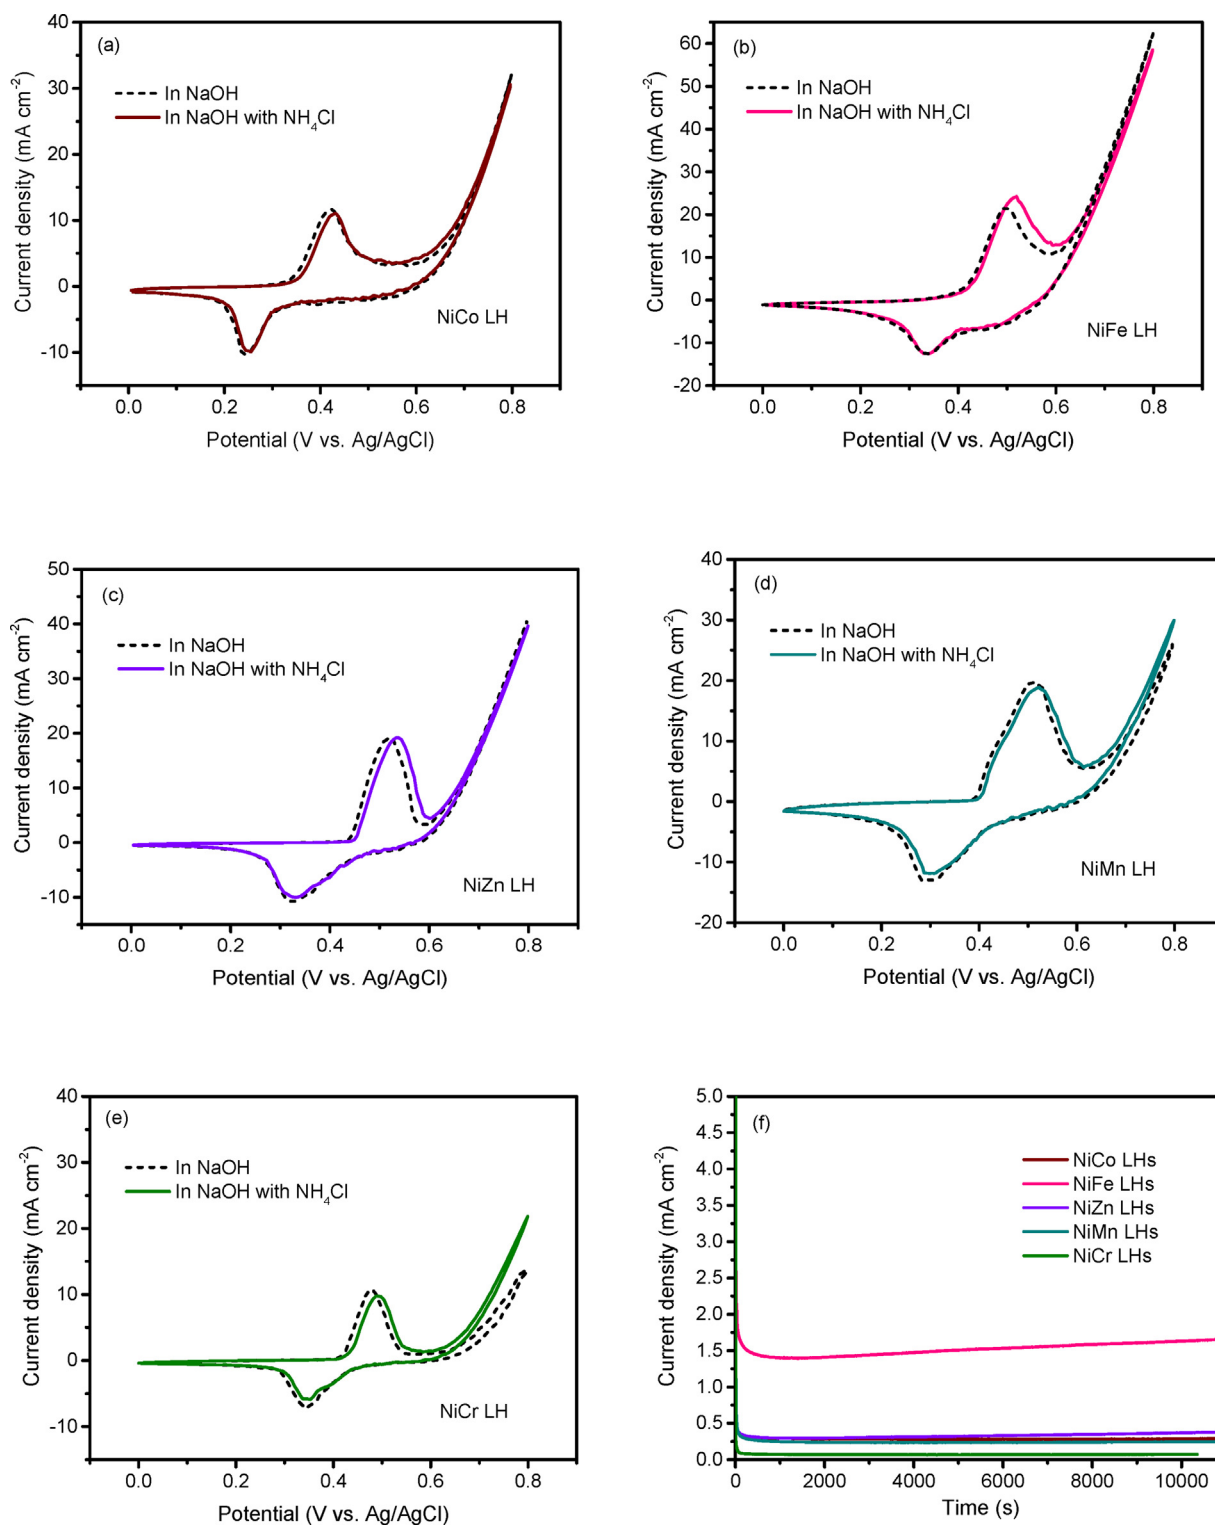 (a)
In NaOH
In NaOH with NH₄Cl
NiCo LH
Current density (mA cm⁻²)
40
30
20
10
0
-10
0.0 0.2 0.4 0.6 0.8
Potential (V vs. Ag/AgCl)
(b)
In NaOH
In NaOH with NH₄Cl
NiFe LH
Current density (mA cm⁻²)
60
50
40
30
20
10
0
-10
-20
0.0 0.2 0.4 0.6 0.8
Potential (V vs. Ag/AgCl)
(c)
In NaOH
In NaOH with NH₄Cl
NiZn LH
Current density (mA cm⁻²)
50
40
30
20
10
0
-10
0.0 0.2 0.4 0.6 0.8
Potential (V vs. Ag/AgCl)
(d)
In NaOH
In NaOH with NH₄Cl
NiMn LH
Current density (mA cm⁻²)
40
30
20
10
0
-10
-20
0.0 0.2 0.4 0.6 0.8
Potential (V vs. Ag/AgCl)
(e)
In NaOH
In NaOH with NH₄Cl
NiCr LH
Current density (mA cm⁻²)
40
30
20
10
0
-10
0.0 0.2 0.4 0.6 0.8
Potential (V vs. Ag/AgCl)
(f)
NiCo LHs
NiFe LHs
NiZn LHs
NiMn LHs
NiCr LHs
Current density (mA cm⁻²)
5.0
4.5
4.0
3.5
3.0
2.5
2.0
1.5
1.0
0.5
0.0
0 2000 4000 6000 8000 10000
Time (s)